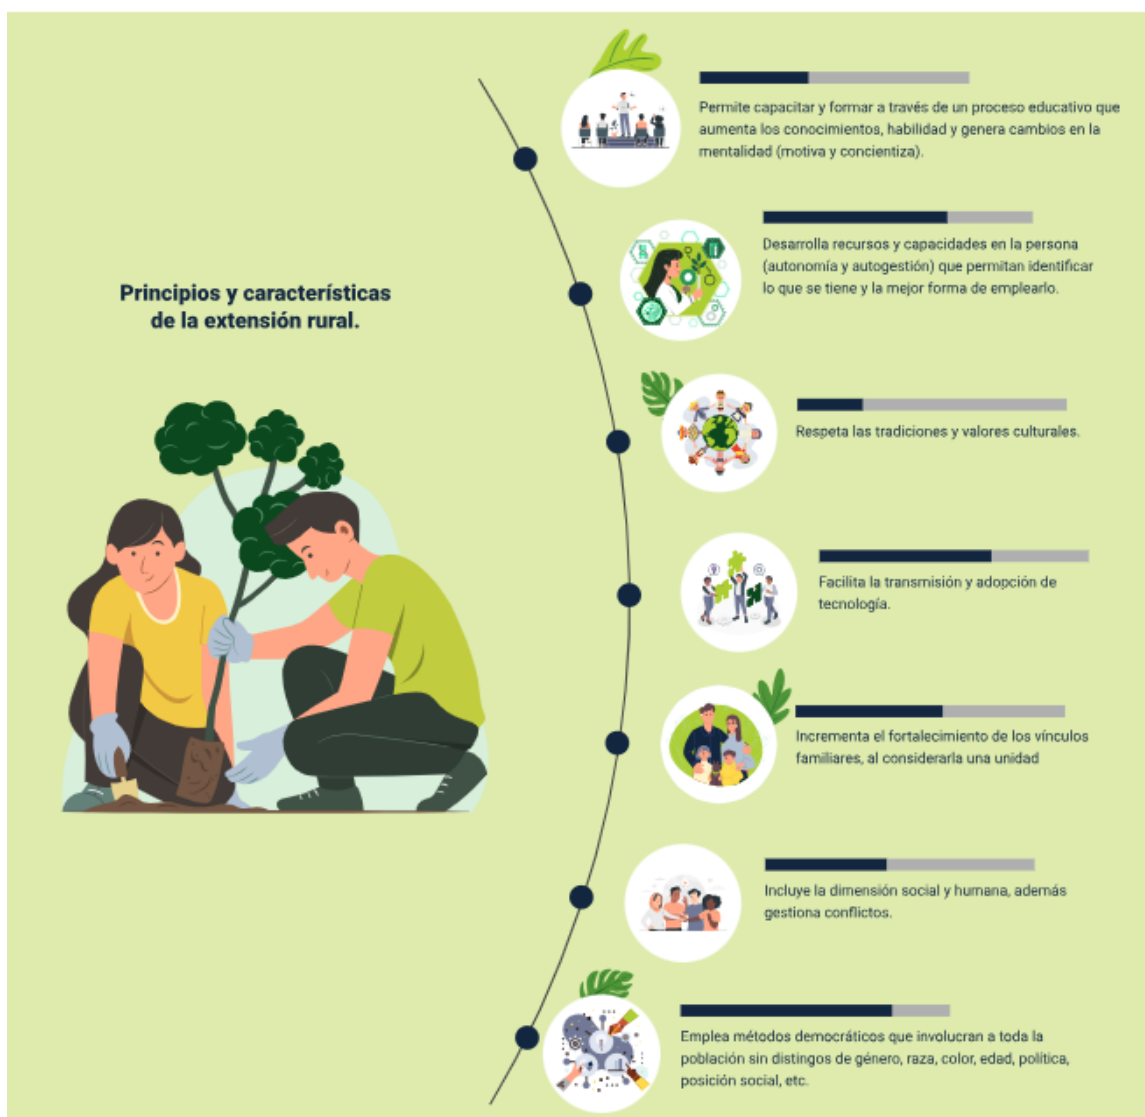 Principios y características
de la extensión rural.
Permite capacitar y formar a través de un proceso educativo que
aumenta los conocimientos, habilidad y genera cambios en la
mentalidad (motiva y concientiza).
Desarrolla recursos y capacidades en la persona
(autonomía y autogestión) que permitan identificar
lo que se tiene y la mejor forma de emplearlo.
Respeta las tradiciones y valores culturales.
Facilita la transmisión y adopción de
tecnología.
Incrementa el fortalecimiento de los vínculos
familiares, al considerarla una unidad
Incluye la dimensión social y humana, además
gestiona conflictos.
Emplea métodos democráticos que involucran a toda la
población sin distingos de género, raza, color, edad, política,
posición social, etc.